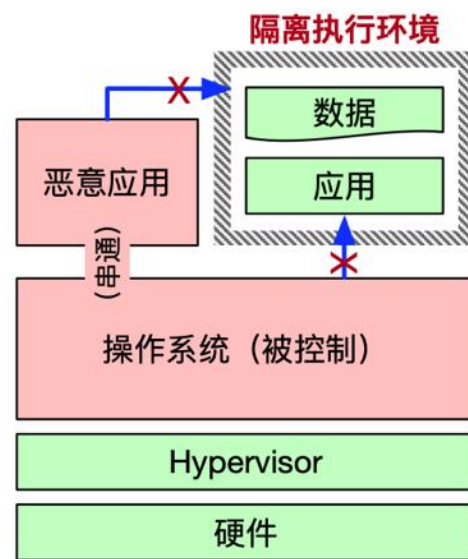 隔离执行环境
数据
恶意应用
应用
(串通)
操作系统（被控制）
Hypervisor
硬件